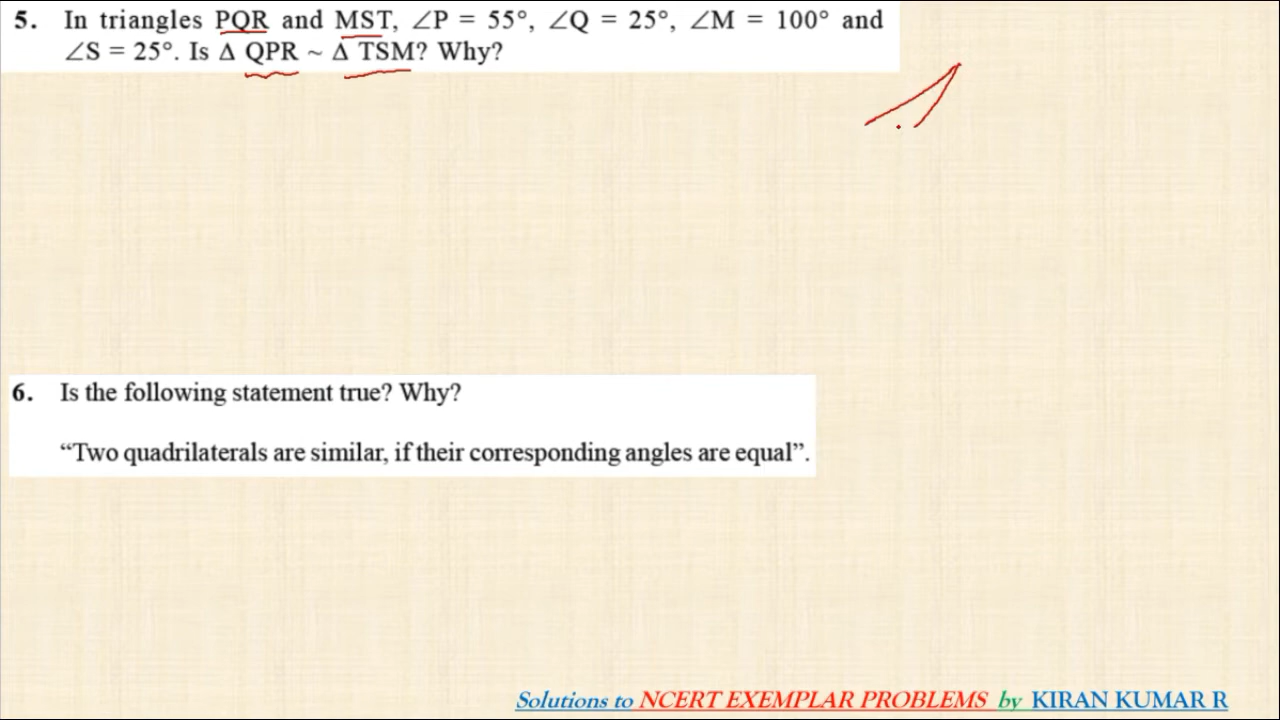 5. In triangles PQR and MST, ∠P = 55°, ∠Q = 25°, ∠M = 100° and
∠S = 25°. Is Δ QPR ~ Δ TSM? Why?
6. Is the following statement true? Why?
“Two quadrilaterals are similar, if their corresponding angles are equal”.
Solutions to NCERT EXEMPLAR PROBLEMS by KIRAN KUMAR R